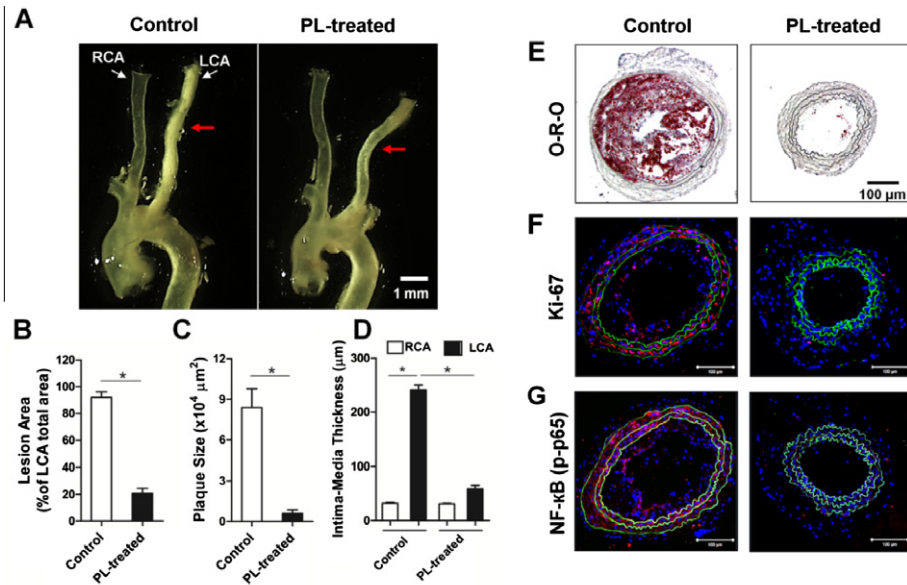 A
Control
PL-treated
RCA
LCA
1 mm
B
Lesion Area
(% of LCA total area)
120
100
80
60
40
20
0
*
Control
PL-treated
C
Plaque Size (x10⁴ μm²)
15
12
9
6
3
0
*
Control
PL-treated
D
RCA
LCA
Intima-Media Thickness (μm)
300
200
100
0
*
*
Control
PL-treated
Control
PL-treated
E
O-R-O
100 μm
F
Ki-67
100 μm
100 μm
G
NF-κB (p-p65)
100 μm
100 μm